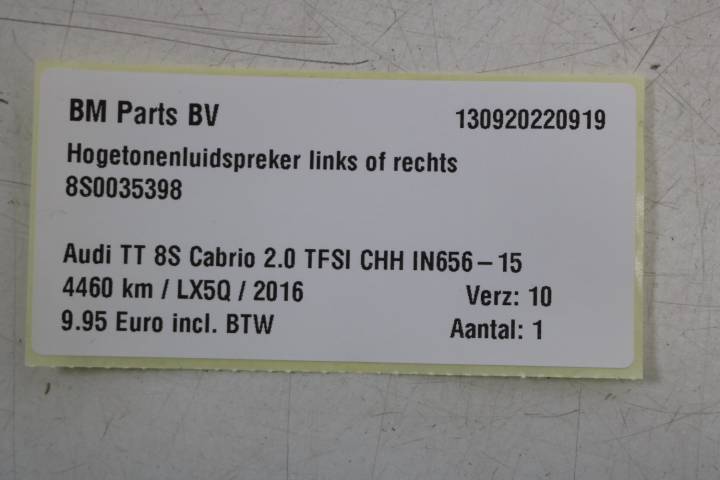 BM Parts BV 130920220919
Hogetonenluidspreker links of rechts
8S0035398
Audi TT 8S Cabrio 2.0 TFSI CHH IN656-15
4460 km / LX5Q / 2016 Verz: 10
9.95 Euro incl. BTW Aantal: 1